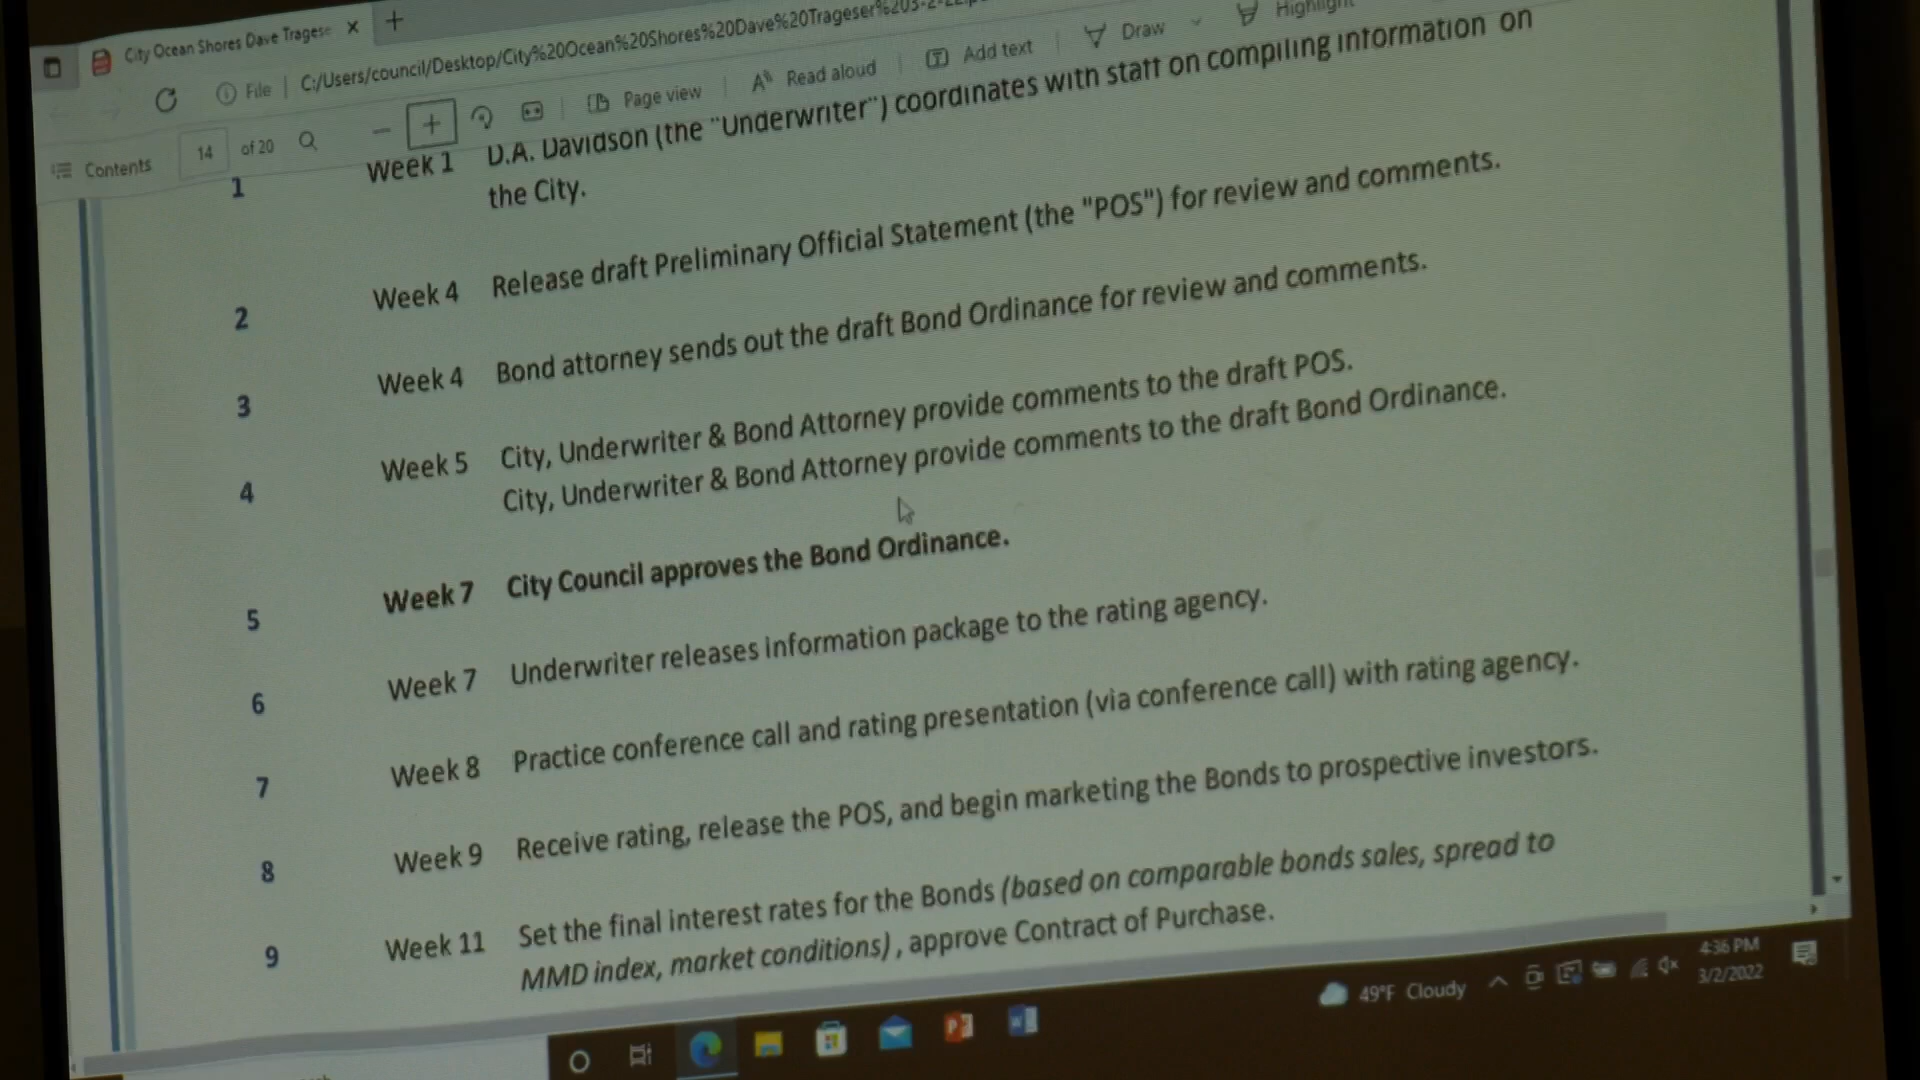 City Ocean Shores Dave Tragese
File | C:/Users/council/Desktop/City%20Ocean%20Shores%20Dave%20Trageser%203-2-22.p
Contents 14 of 20 Page view Read aloud Add text Draw Highlight
1 Week 1 D.A. Davidson (the "Underwriter") coordinates with staff on compiling information on
the City.
2 Week 4 Release draft Preliminary Official Statement (the "POS") for review and comments.
3 Week 4 Bond attorney sends out the draft Bond Ordinance for review and comments.
4 Week 5 City, Underwriter & Bond Attorney provide comments to the draft POS.
City, Underwriter & Bond Attorney provide comments to the draft Bond Ordinance.
5 Week 7 City Council approves the Bond Ordinance.
6 Week 7 Underwriter releases information package to the rating agency.
7 Week 8 Practice conference call and rating presentation (via conference call) with rating agency.
8 Week 9 Receive rating, release the POS, and begin marketing the Bonds to prospective investors.
9 Week 11 Set the final interest rates for the Bonds (based on comparable bonds sales, spread to
MMD index, market conditions) , approve Contract of Purchase.
49°F Cloudy 4:36 PM
3/2/2022